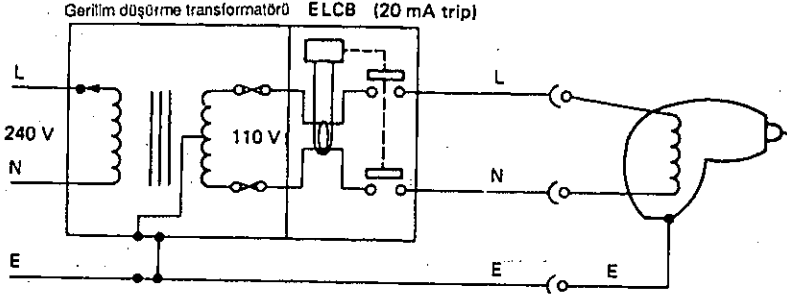 Gerilim düşürme transformatörü ELCB (20 mA trip)
L
L
240 V
110 V
N
N
E
E
E